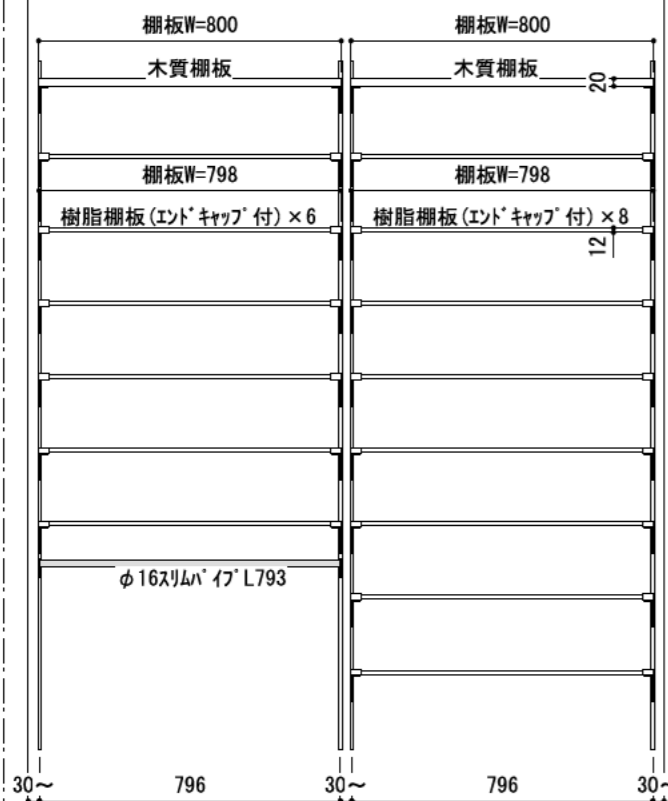 棚板W=800 棚板W=800
木質棚板 木質棚板
20
棚板W=798 棚板W=798
樹脂棚板(エンドキャップ付)×6 樹脂棚板(エンドキャップ付)×8
12
φ16スリムパイプL793
30~ 796 30~ 796 30~